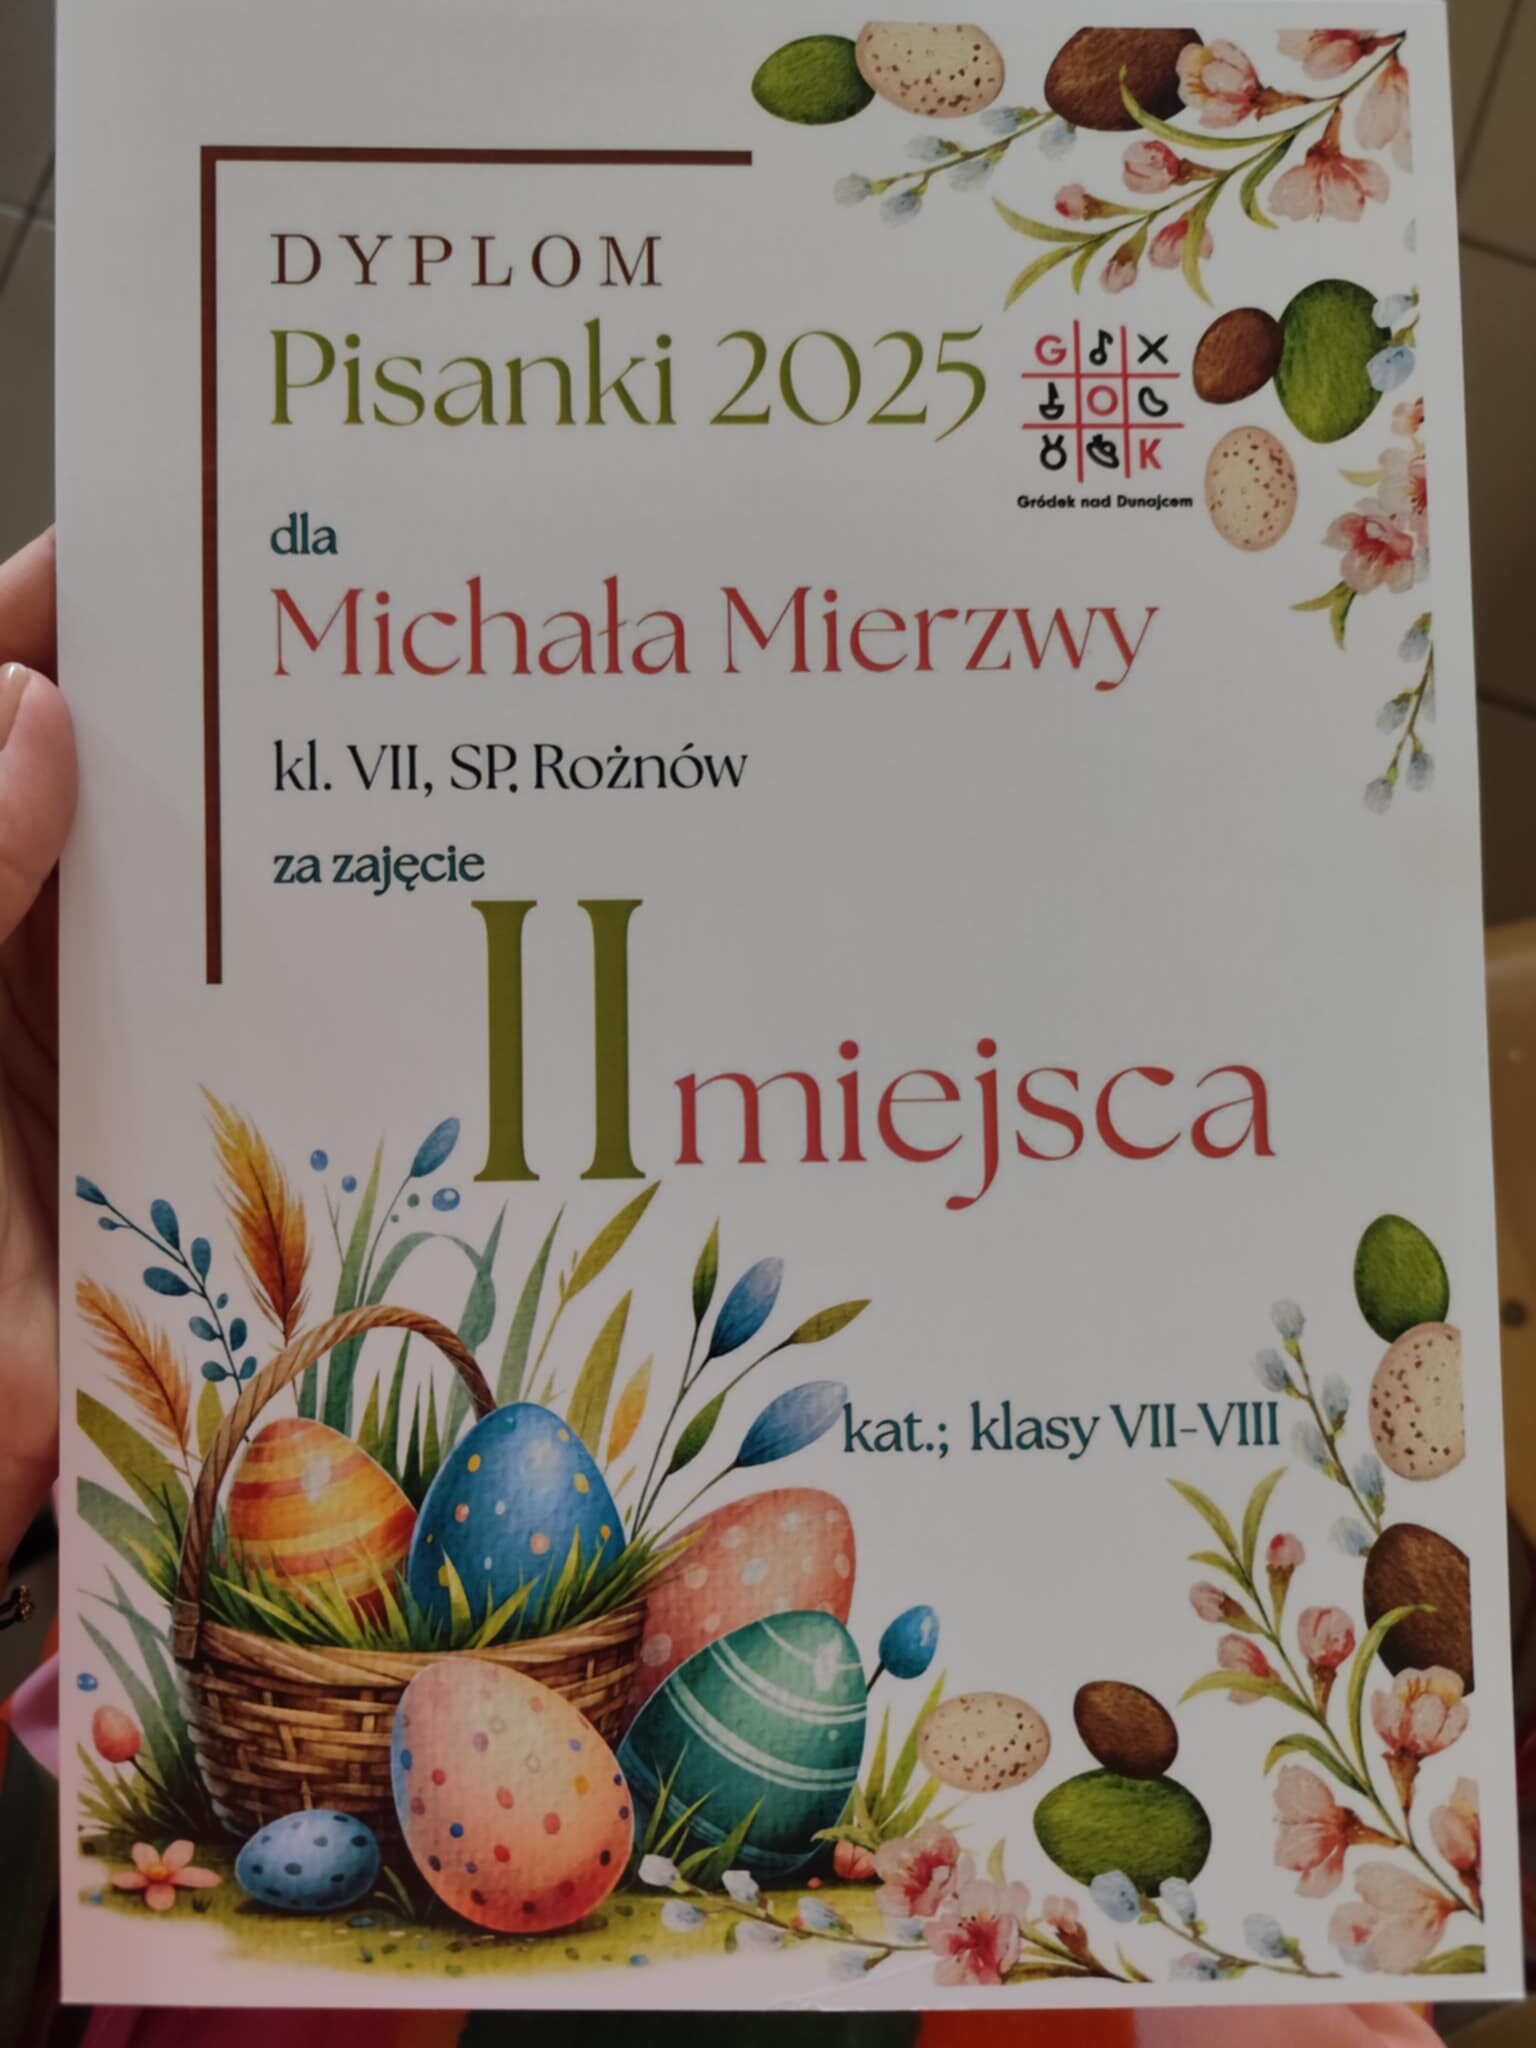 DYPLOM
Pisanki 2025
G O K
Gródek nad Dunajcem
dla
Michała Mierzwy
kl. VII, SP. Rożnów
za zajęcie
II miejsca
kat.; klasy VII-VIII